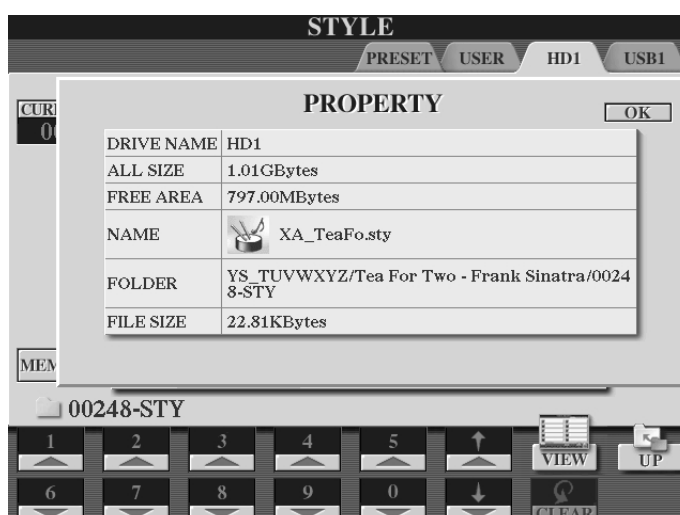 STYLE
PRESET USER HD1 USB1
PROPERTY
OK
DRIVE NAME HD1
ALL SIZE 1.01GBytes
FREE AREA 797.00MBytes
NAME XA_TeaFo.sty
FOLDER YS_TUVWXYZ/Tea For Two - Frank Sinatra/0024
8-STY
FILE SIZE 22.81KBytes
00248-STY
1 2 3 4 5
VIEW UP
6 7 8 9 0
CLEAR